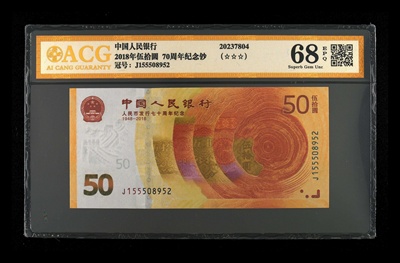 ACG
AI CANG GUARANTY
中国人民银行
2018年伍拾圆 70周年纪念钞
冠号: J155508952
20237804
(☆☆☆)
68 EPQ
Superb Gem Unc
中国人民银行
人民币发行七十周年纪念
1948-2018
50 伍拾圆
50
50
J155508952
J155508952